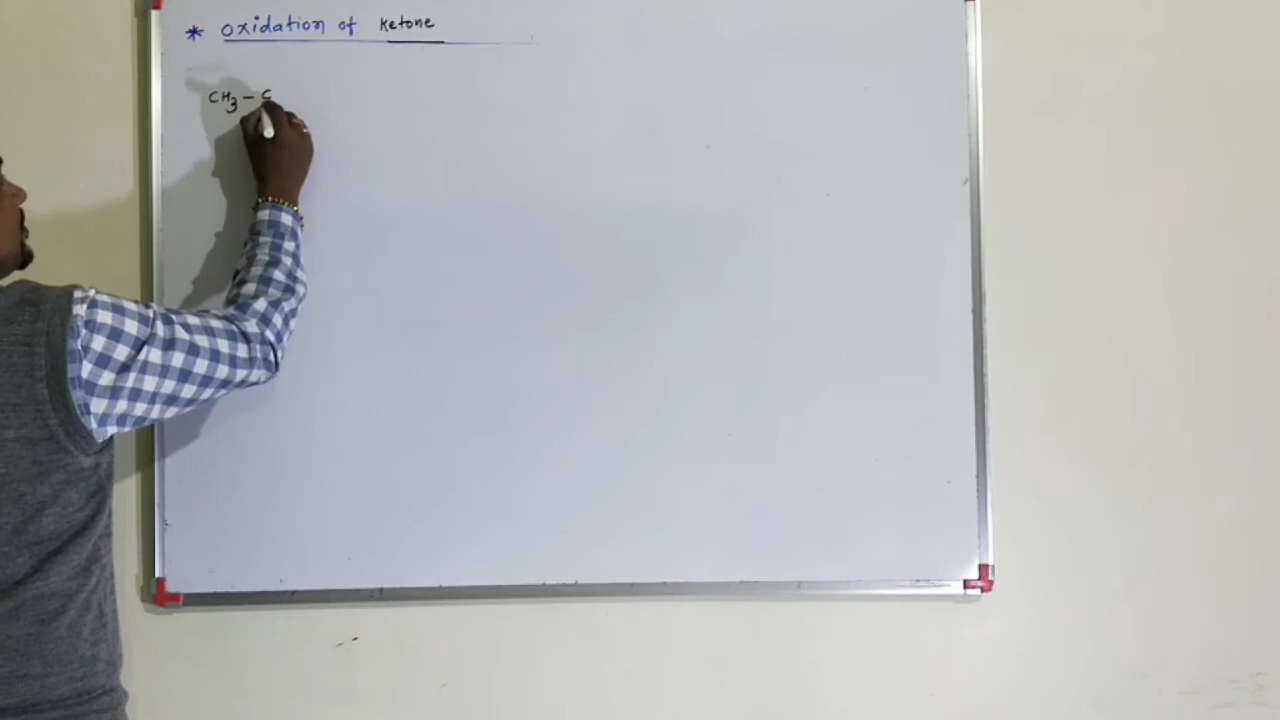 * Oxidation of Ketone
CH3 - C